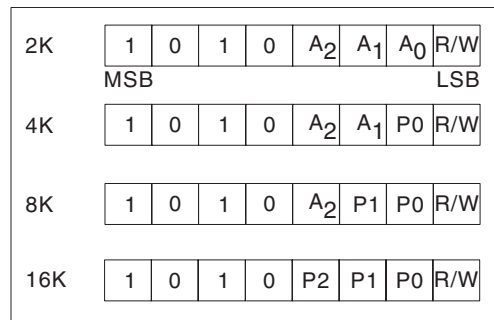 2K 1 0 1 0 A2 A1 A0 R/W
MSB LSB
4K 1 0 1 0 A2 A1 P0 R/W
8K 1 0 1 0 A2 P1 P0 R/W
16K 1 0 1 0 P2 P1 P0 R/W